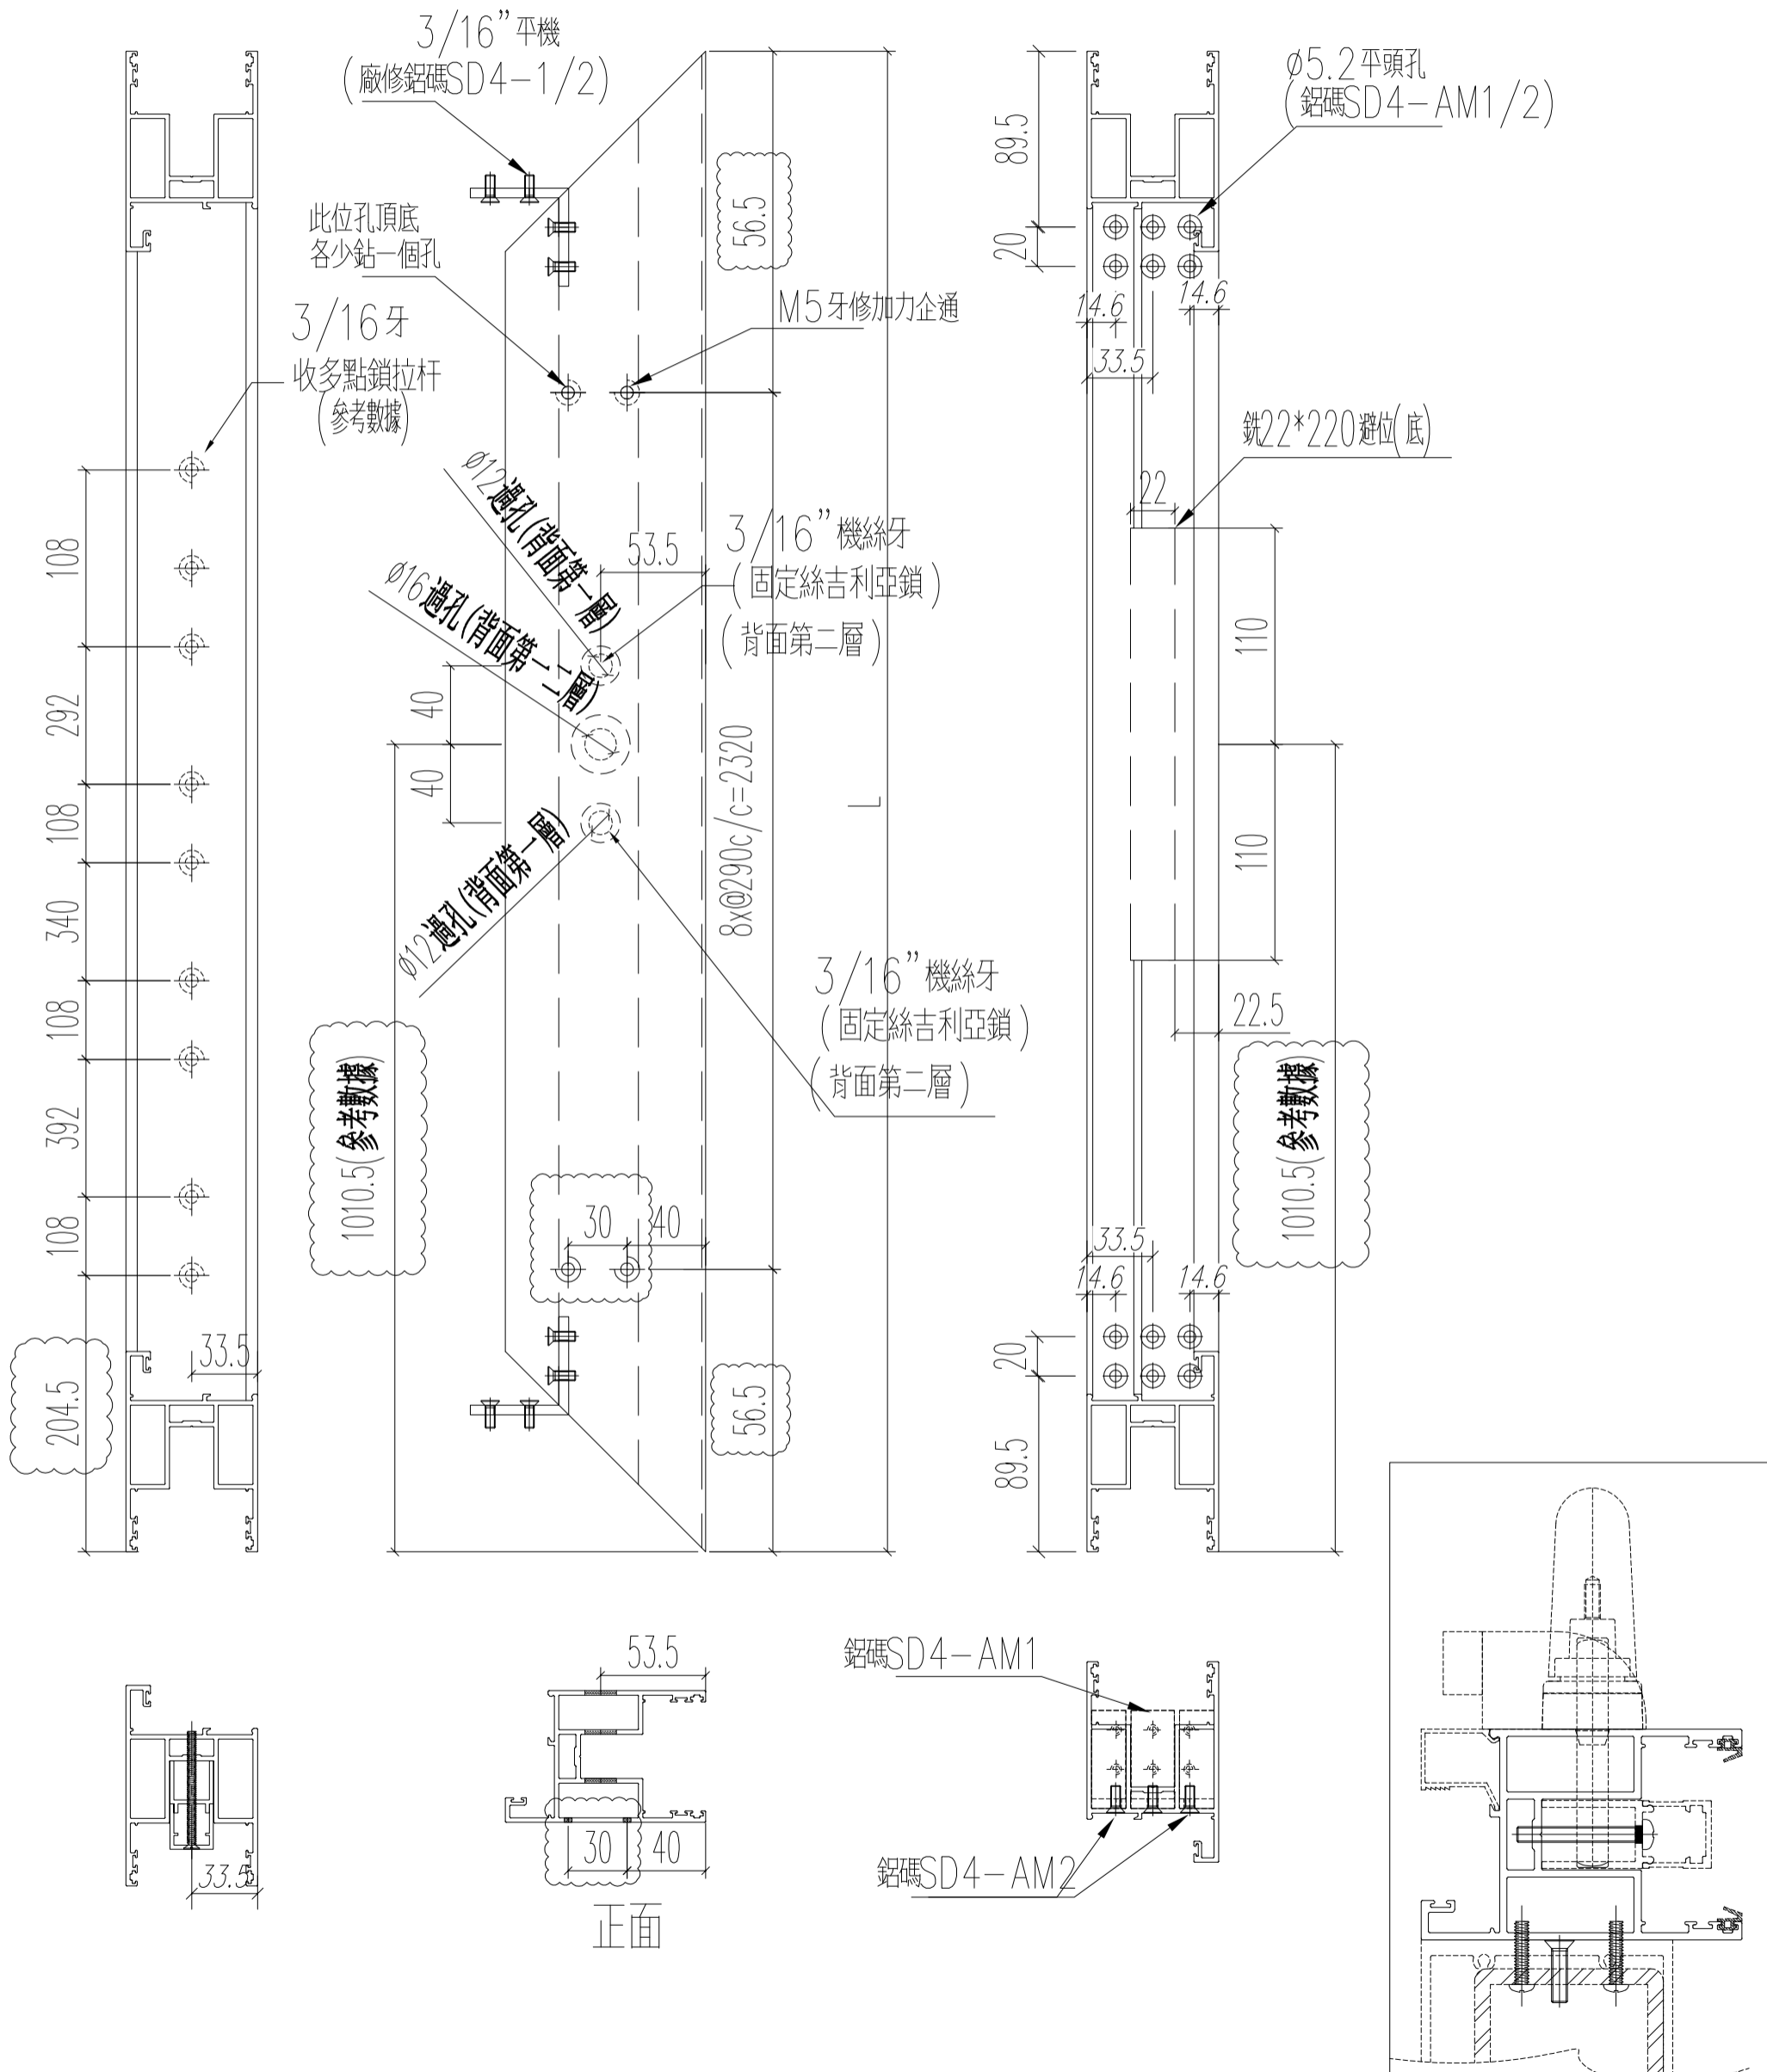 3/16”平機
(廠修鋁碼SD4-1/2)
此位孔頂底
各少鉆一個孔
3/16牙
收多點鎖拉杆
(參考數據)
M5牙修加力企通
56.5
ø12過孔(背面第一層)
ø16過孔(背面第一二層)
53.5
3/16”機絲牙
(固定絲吉利亞鎖)
(背面第二層)
40
40
ø12過孔(背面第一層)
8x@290c/c=2320
L
3/16”機絲牙
(固定絲吉利亞鎖)
(背面第二層)
1010.5(參考數據)
30
40
56.5
108
292
108
340
108
392
108
204.5
33.5
ø5.2平頭孔
(鋁碼SD4-AM1/2)
89.5
20
14.6
14.6
33.5
銑22*220避位(底)
22
110
110
22.5
1010.5(參考數據)
33.5
14.6
14.6
20
89.5
33.5
53.5
30
40
正面
鋁碼SD4-AM1
鋁碼SD4-AM2